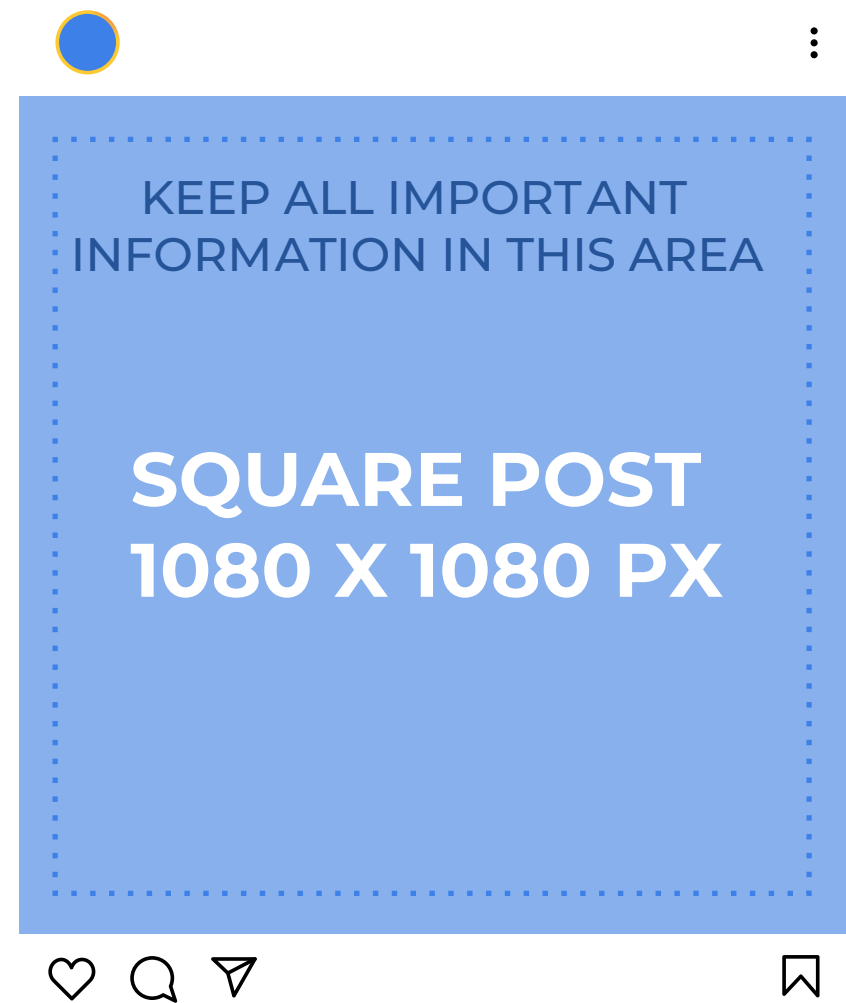 KEEP ALL IMPORTANT
INFORMATION IN THIS AREA
SQUARE POST
1080 X 1080 PX